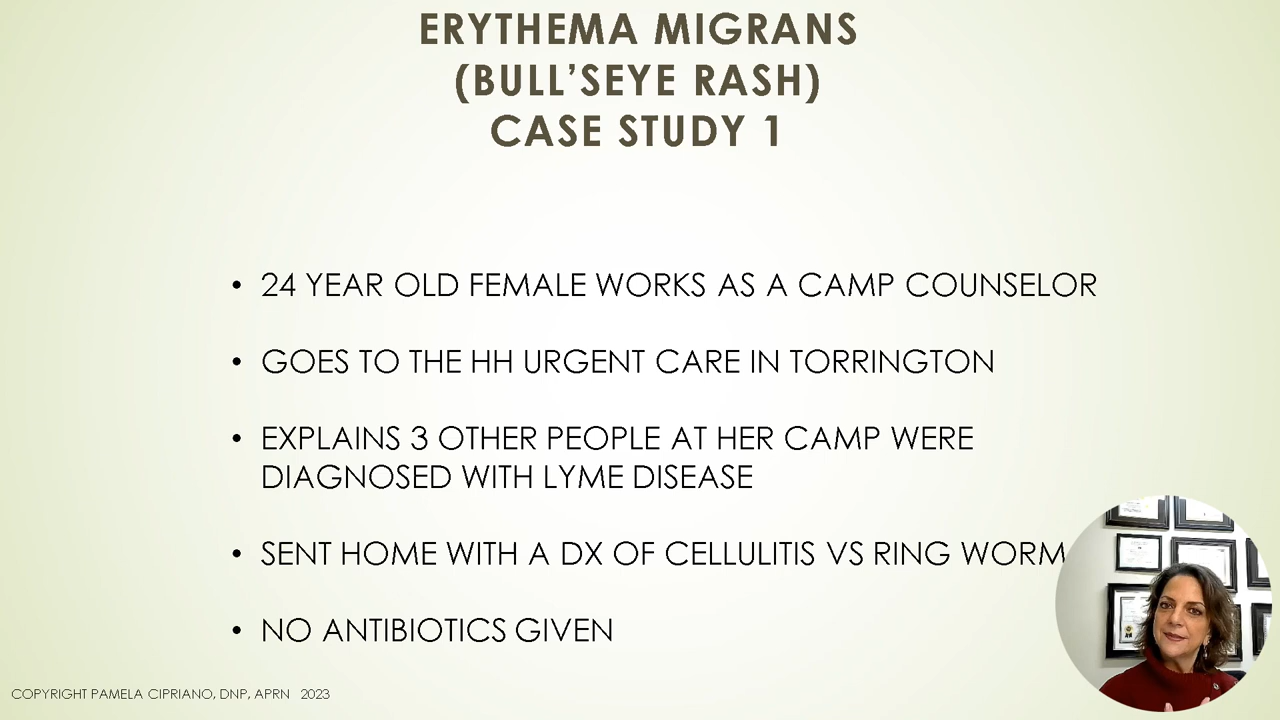 ERYTHEMA MIGRANS
(BULL’SEYE RASH)
CASE STUDY 1
• 24 YEAR OLD FEMALE WORKS AS A CAMP COUNSELOR
• GOES TO THE HH URGENT CARE IN TORRINGTON
• EXPLAINS 3 OTHER PEOPLE AT HER CAMP WERE
DIAGNOSED WITH LYME DISEASE
• SENT HOME WITH A DX OF CELLULITIS VS RING WORM
• NO ANTIBIOTICS GIVEN
COPYRIGHT PAMELA CIPRIANO, DNP, APRN 2023